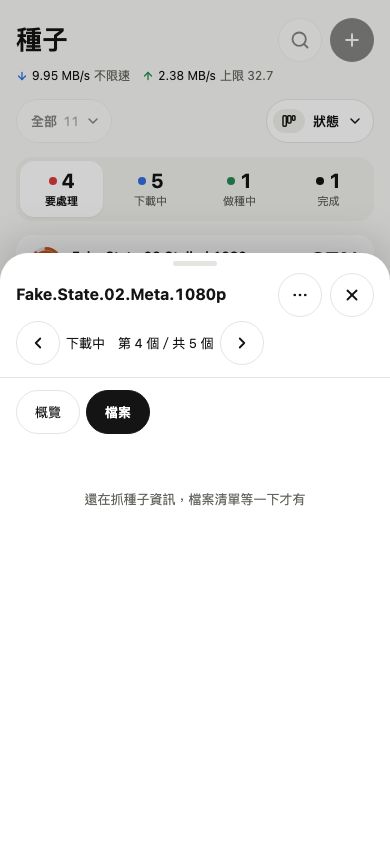 種子
9.95 MB/s 不限速 2.38 MB/s 上限 32.7
全部 11
狀態
4 5 1 1
要處理 下載中 做種中 完成
Fake.State.02.Meta.1080p
下載中 第 4 個 / 共 5 個
概覽 檔案
還在抓種子資訊，檔案清單等一下才有